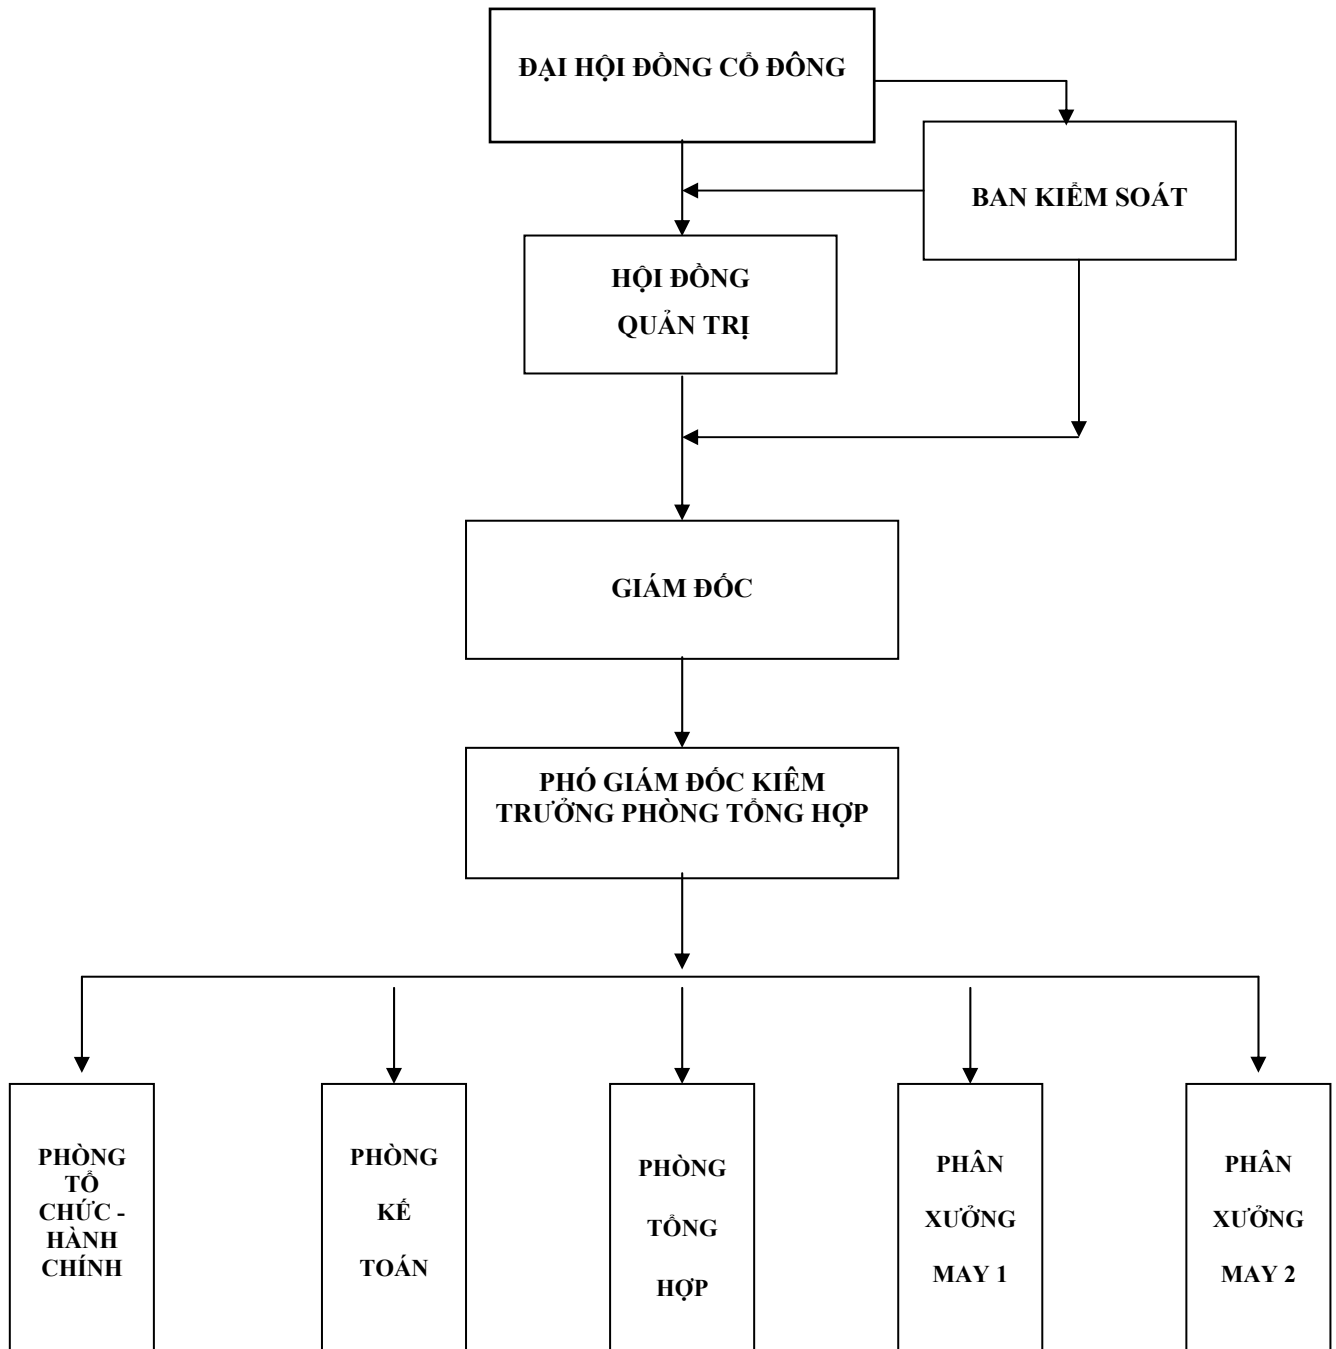 ĐẠI HỘI ĐỒNG CỔ ĐÔNG
BAN KIỂM SOÁT
HỘI ĐỒNG
QUẢN TRỊ
GIÁM ĐỐC
PHÓ GIÁM ĐỐC KIÊM
TRƯỞNG PHÒNG TỔNG HỢP
PHÒNG
TỔ
CHỨC -
HÀNH
CHÍNH
PHÒNG
KẾ
TOÁN
PHÒNG
TỔNG
HỢP
PHÂN
XƯỞNG
MAY 1
PHÂN
XƯỞNG
MAY 2